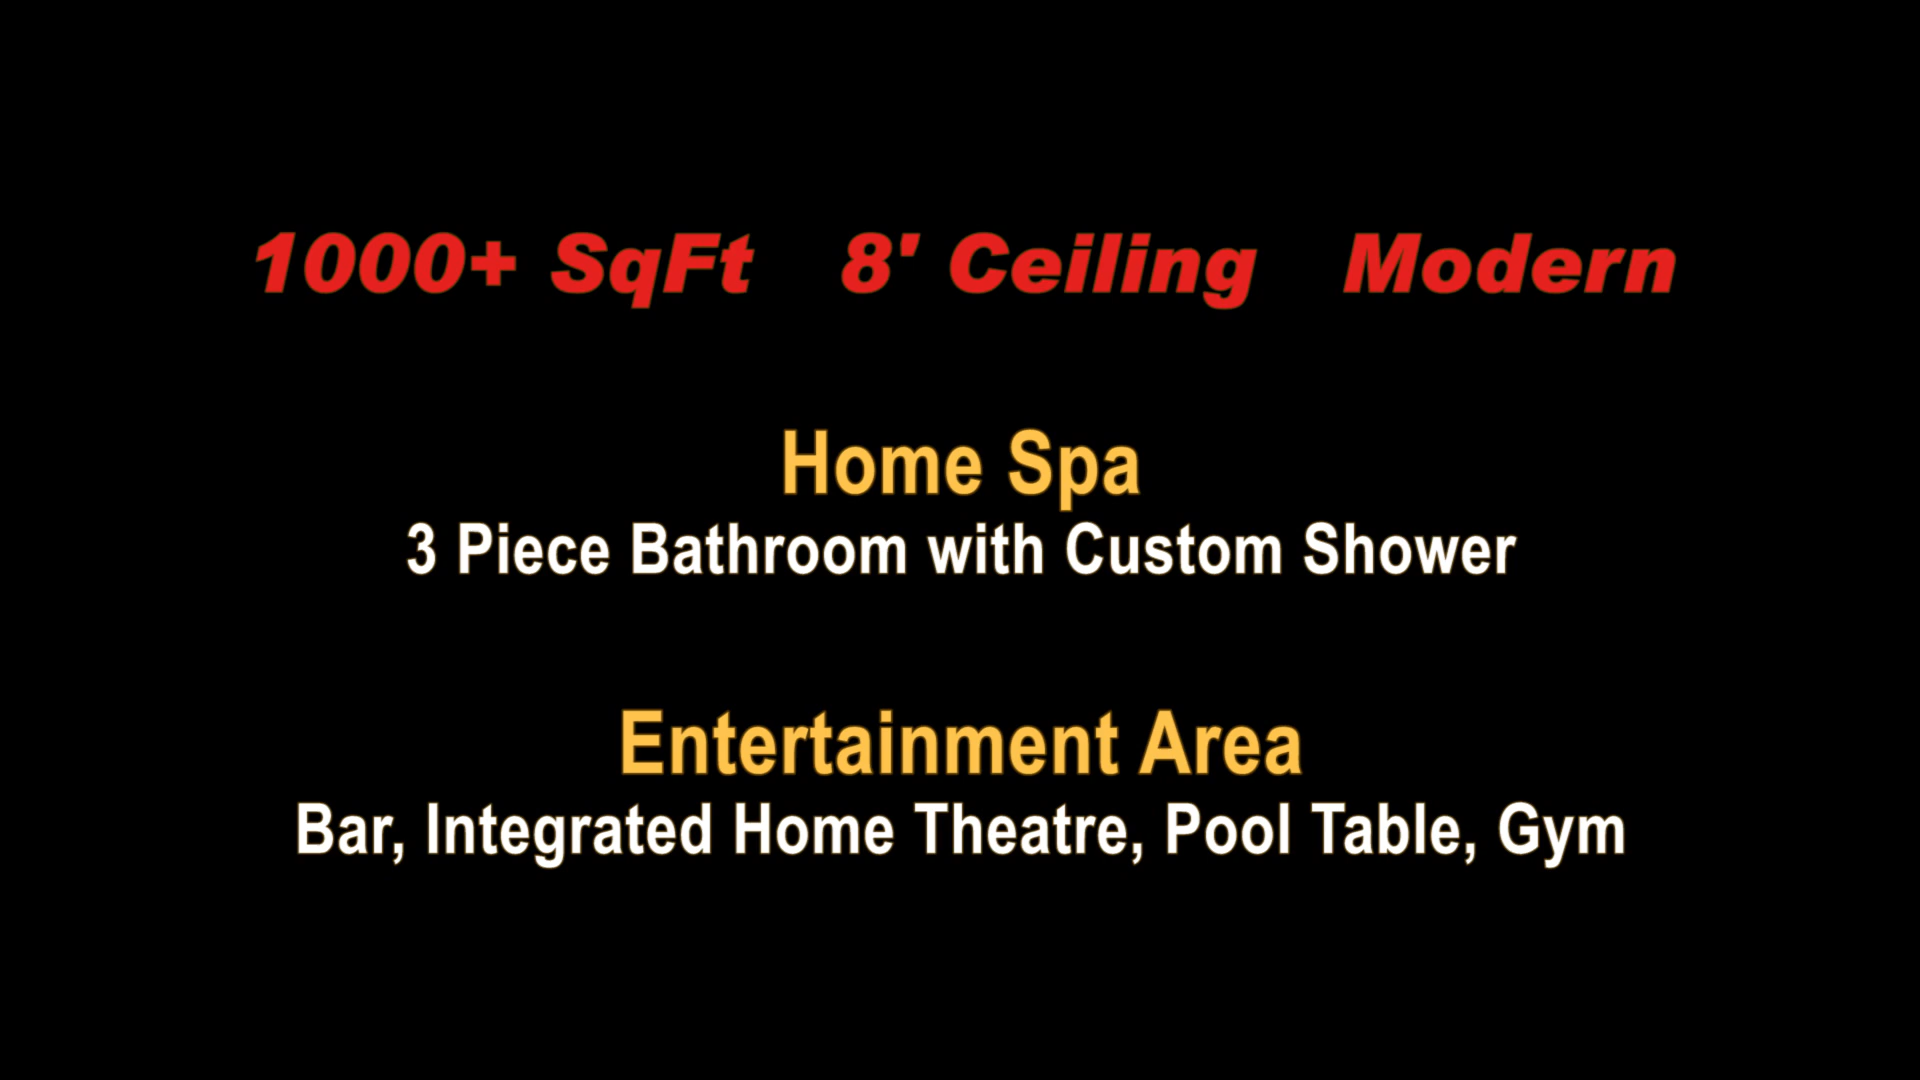 1000+ SqFt 8' Ceiling Modern
Home Spa
3 Piece Bathroom with Custom Shower
Entertainment Area
Bar, Integrated Home Theatre, Pool Table, Gym